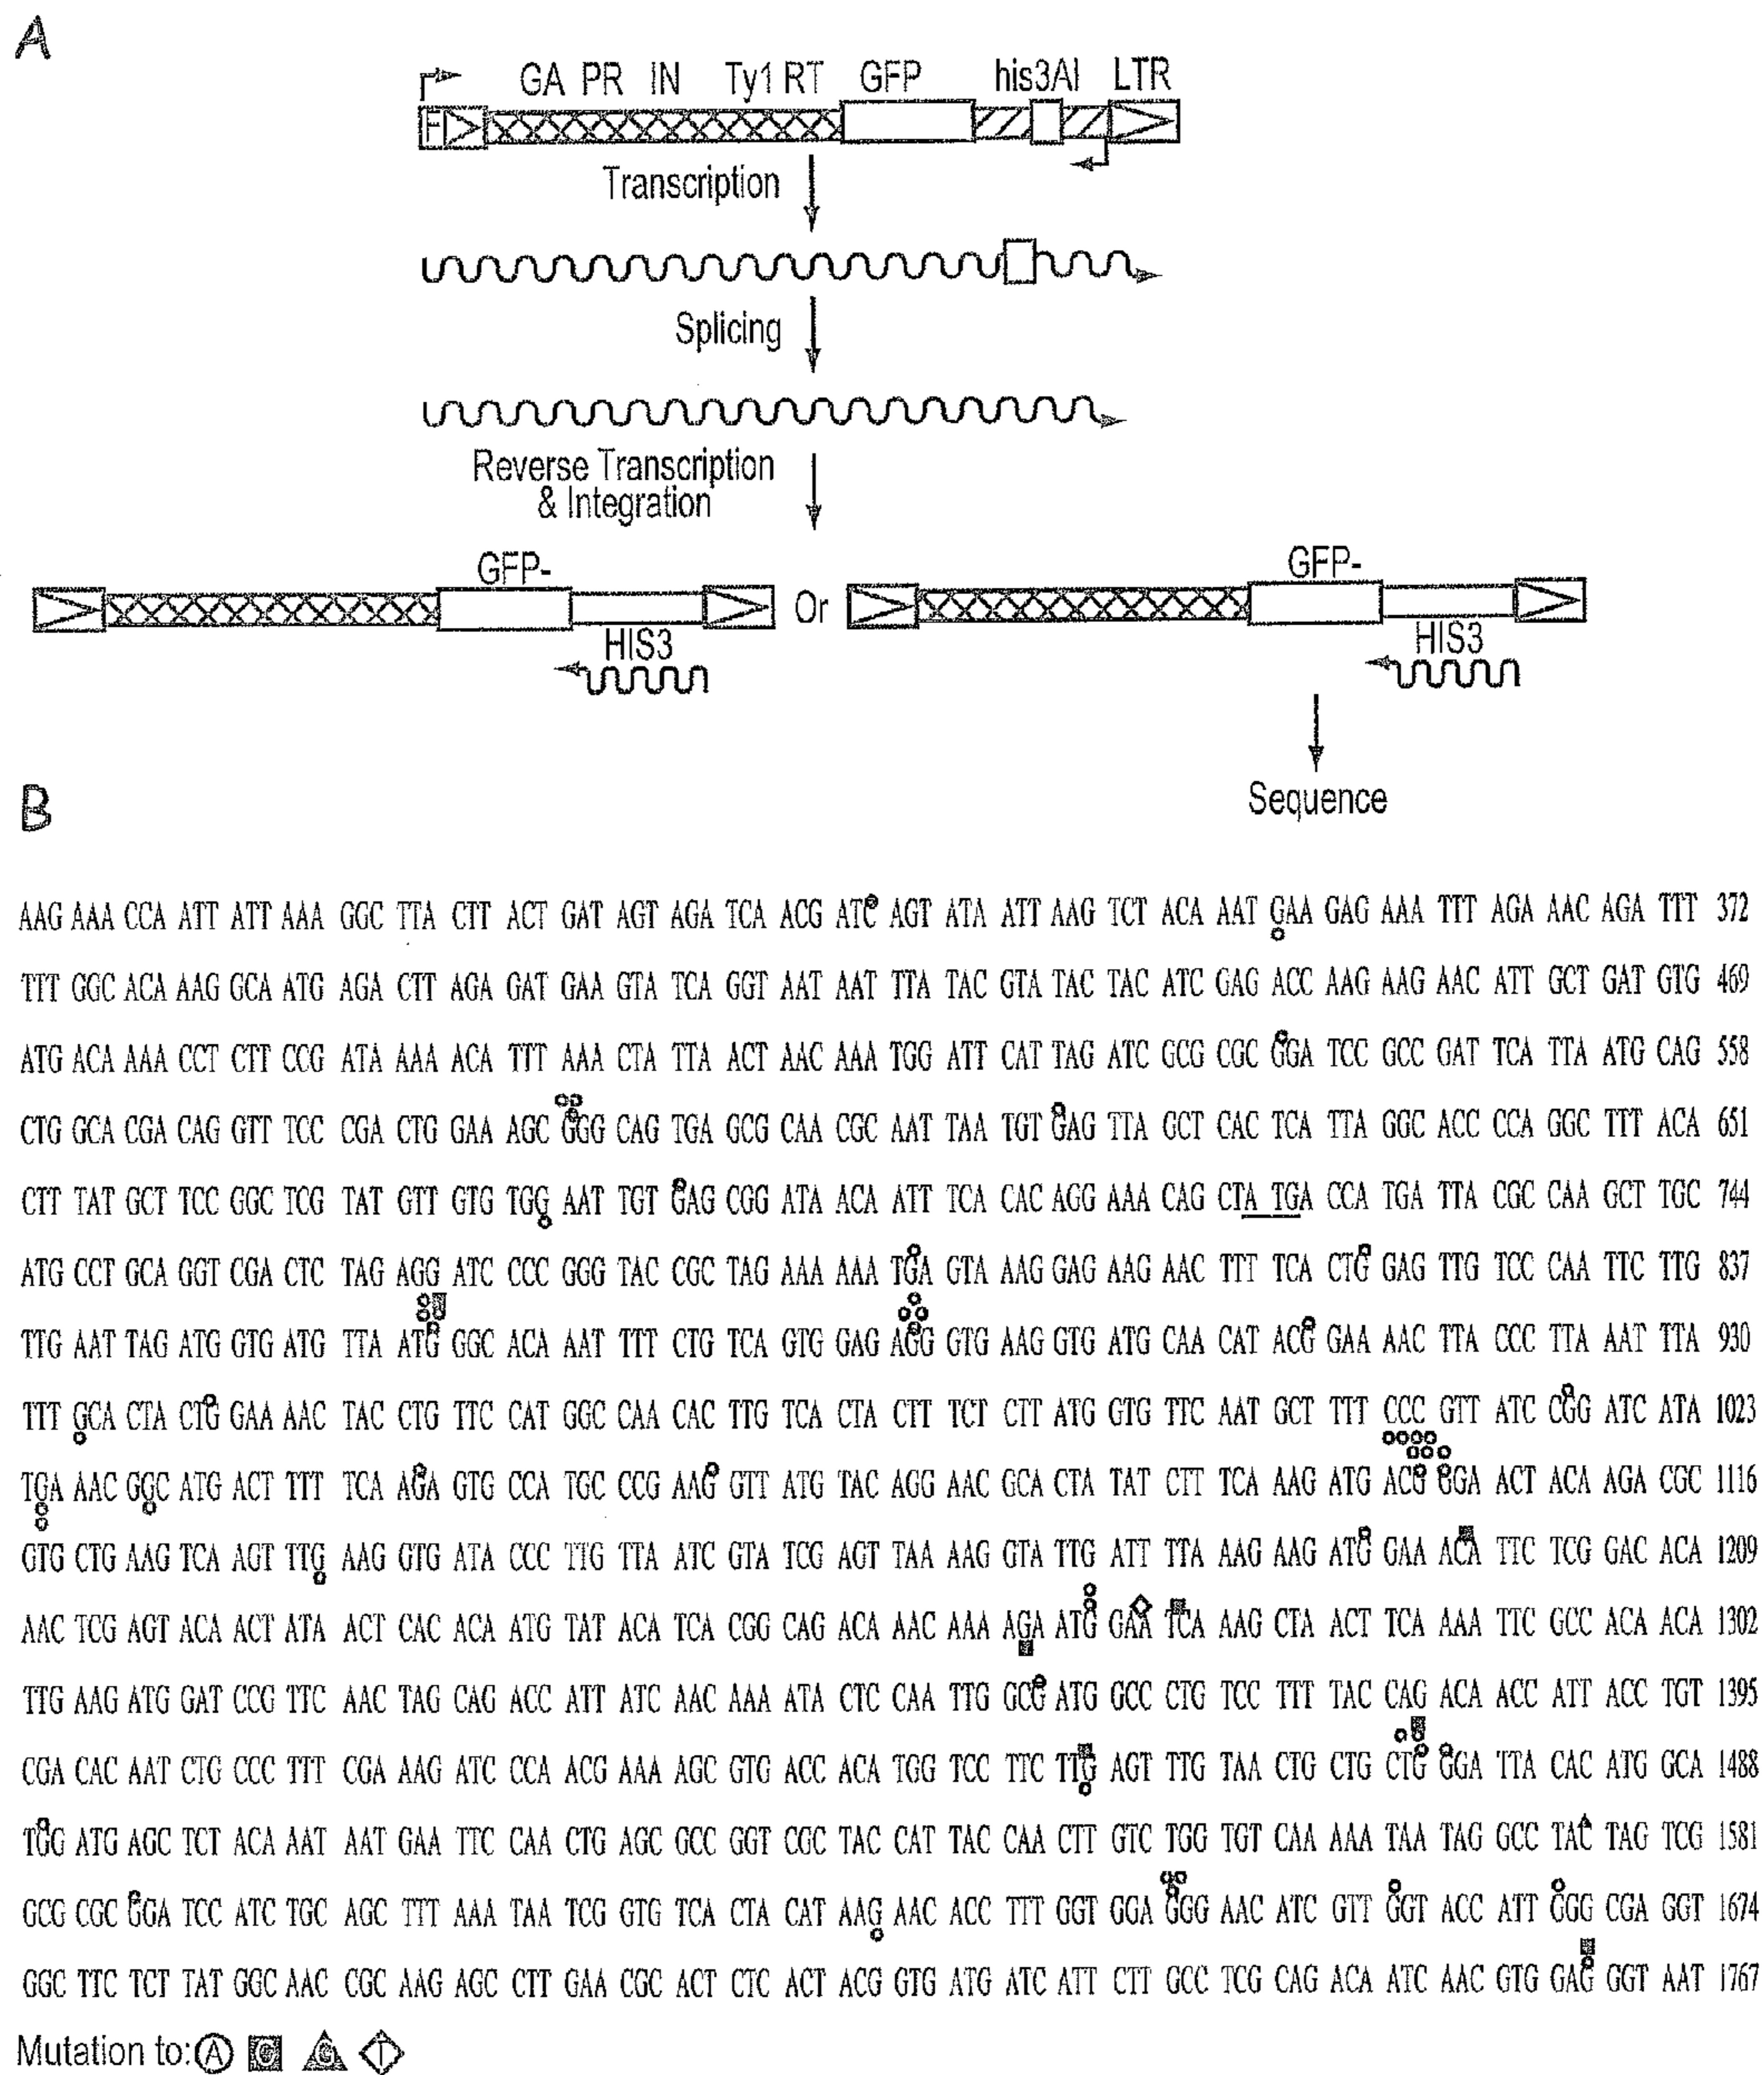 A
GA PR IN Ty1 RT GFP his3AI LTR
Transcription
Splicing
Reverse Transcription
& Integration
GFP- GFP-
Or
HIS3 HIS3
Sequence
B
AAG AAA CCA ATT ATT AAA GGC TTA CTT ACT GAT AGT AGA TCA ACG ATC AGT ATA ATT AAG TCT ACA AAT GAA GAG AAA TTT AGA AAC AGA TTT 372
TTT GGC ACA AAG GCA ATG AGA CTT AGA GAT GAA GTA TCA GGT AAT AAT TTA TAC GTA TAC TAC ATC GAG ACC AAG AAG AAC ATT GCT GAT GTG 469
ATG ACA AAA CCT CTT CCG ATA AAA ACA TTT AAA CTA TTA ACT AAC AAA TGG ATT CAT TAG ATC GCG CGC GGA TCC GCC GAT TCA TTA ATG CAG 558
CTG GCA CGA CAG GTT TCC CGA CTG GAA AGC GGG CAG TGA GCG CAA CGC AAT TAA TGT GAG TTA GCT CAC TCA TTA GGC ACC CCA GGC TTT ACA 651
CTT TAT GCT TCC GGC TCG TAT GTT GTG TGG AAT TGT GAG CGG ATA ACA ATT TCA CAC AGG AAA CAG CTA TGA CCA TGA TTA CGC CAA GCT TGC 744
ATG CCT GCA GGT CGA CTC TAG AGG ATC CCC GGG TAC CGC TAG AAA AAA TGA GTA AAG GAG AAG AAC TTT TCA CTG GAG TTG TCC CAA TTC TTG 837
TTG AAT TAG ATG GTG ATG TTA ATG GGC ACA AAT TTT CTG TCA GTG GAG AGG GTG AAG GTG ATG CAA CAT ACG GAA AAC TTA CCC TTA AAT TTA 930
TTT GCA CTA CTG GAA AAC TAC CTG TTC CAT GGC CAA CAC TTG TCA CTA CTT TCT CTT ATG GTG TTC AAT GCT TTT CCC GTT ATC CGG ATC ATA 1023
TGA AAC GGC ATG ACT TTT TCA AGA GTG CCA TGC CCG AAG GTT ATG TAC AGG AAC GCA CTA TAT CTT TCA AAG ATG ACG GGA ACT ACA AGA CGC 1116
GTG CTG AAG TCA AGT TTG AAG GTG ATA CCC TTG TTA ATC GTA TCG AGT TAA AAG GTA TTG ATT TTA AAG AAG ATG GAA ACA TTC TCG GAC ACA 1209
AAC TCG AGT ACA ACT ATA ACT CAC ACA ATG TAT ACA TCA CGG CAG ACA AAC AAA AGA ATG GAA TCA AAG CTA ACT TCA AAA TTC GCC ACA ACA 1302
TTG AAG ATG GAT CCG TTC AAC TAG CAG ACC ATT ATC AAC AAA ATA CTC CAA TTG GCG ATG GCC CTG TCC TTT TAC CAG ACA ACC ATT ACC TGT 1395
CGA CAC AAT CTG CCC TTT CGA AAG ATC CCA ACG AAA AGC GTG ACC ACA TGG TCC TTC TTG AGT TTG TAA CTG CTG CTG GGA TTA CAC ATG GCA 1488
TGG ATG AGC TCT ACA AAT AAT GAA TTC CAA CTG AGC GCC GGT CGC TAC CAT TAC CAA CTT GTC TGG TGT CAA AAA TAA TAG GCC TAC TAG TCG 1581
GCG CGC GGA TCC ATC TGC AGC TTT AAA TAA TCG GTG TCA CTA CAT AAG AAC ACC TTT GGT GGA GGG AAC ATC GTT GGT ACC ATT GGG CGA GGT 1674
GGC TTC TCT TAT GGC AAC CGC AAG AGC CTT GAA CGC ACT CTC ACT ACG GTG ATG ATC ATT CTT GCC TCG CAG ACA ATC AAC GTG GAG GGT AAT 1767
Mutation to: A C G T